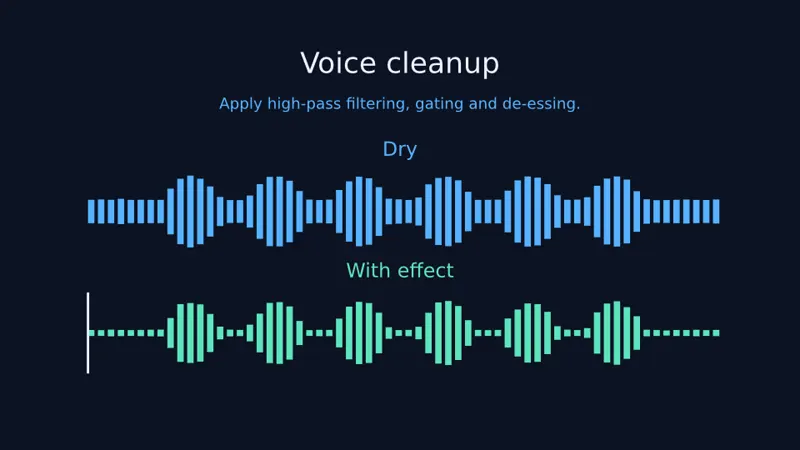 Voice cleanup
Apply high-pass filtering, gating and de-essing.
Dry
With effect